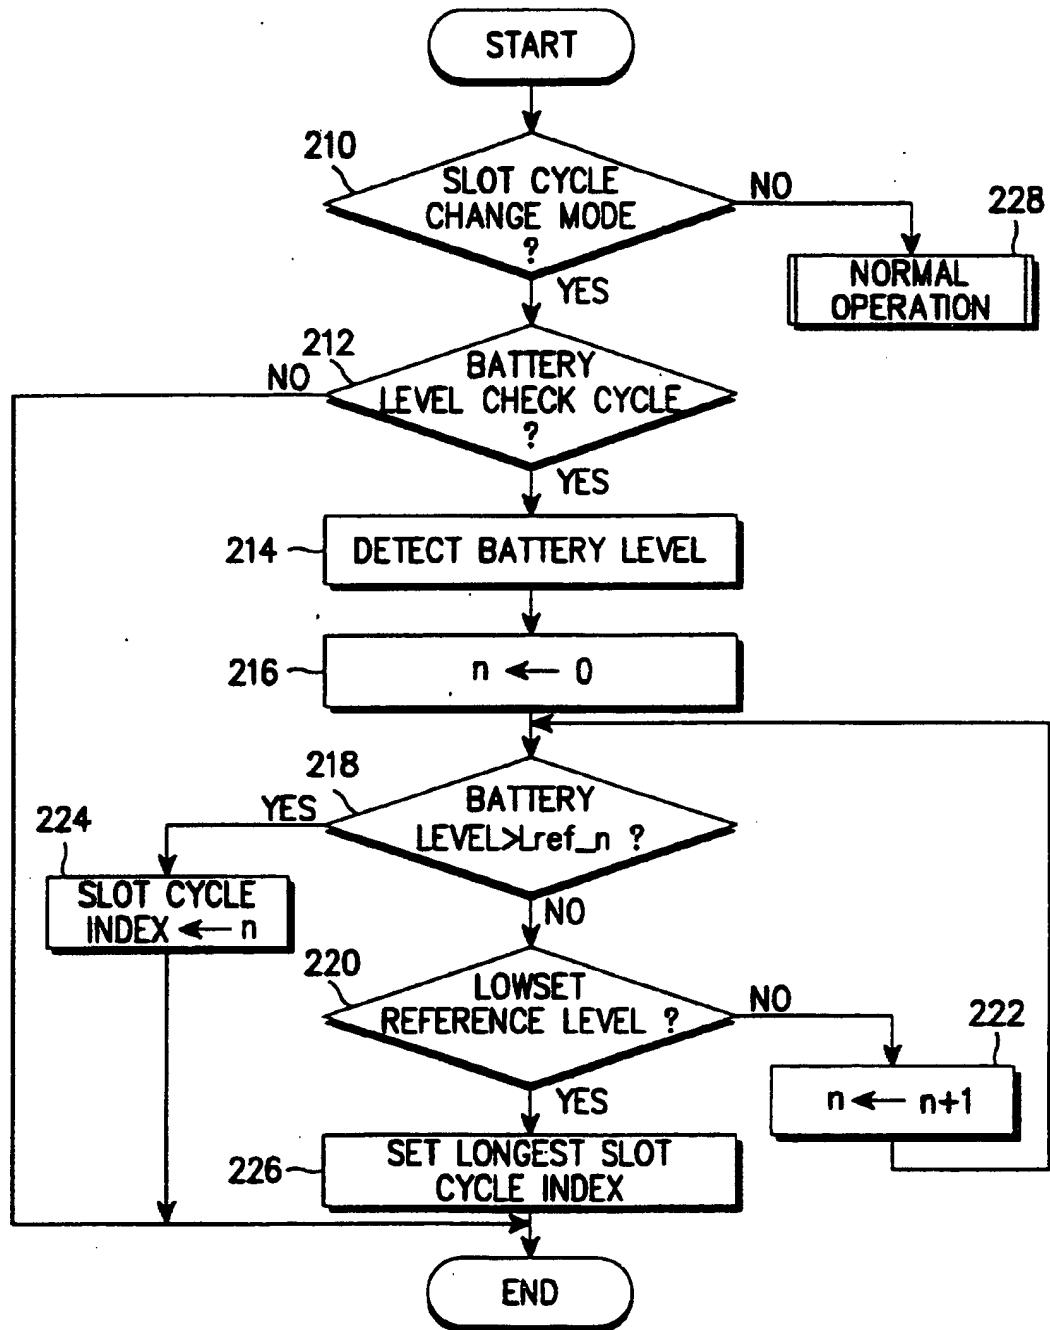 START
210
SLOT CYCLE
CHANGE MODE
?
NO
228
NORMAL
OPERATION
YES
212
NO
BATTERY
LEVEL CHECK CYCLE
?
YES
214
DETECT BATTERY LEVEL
216
n ← 0
218
YES
BATTERY
LEVEL>Lref_n ?
224
SLOT CYCLE
INDEX ← n
NO
220
LOWSET
REFERENCE LEVEL ?
NO
222
n ← n+1
YES
226
SET LONGEST SLOT
CYCLE INDEX
END